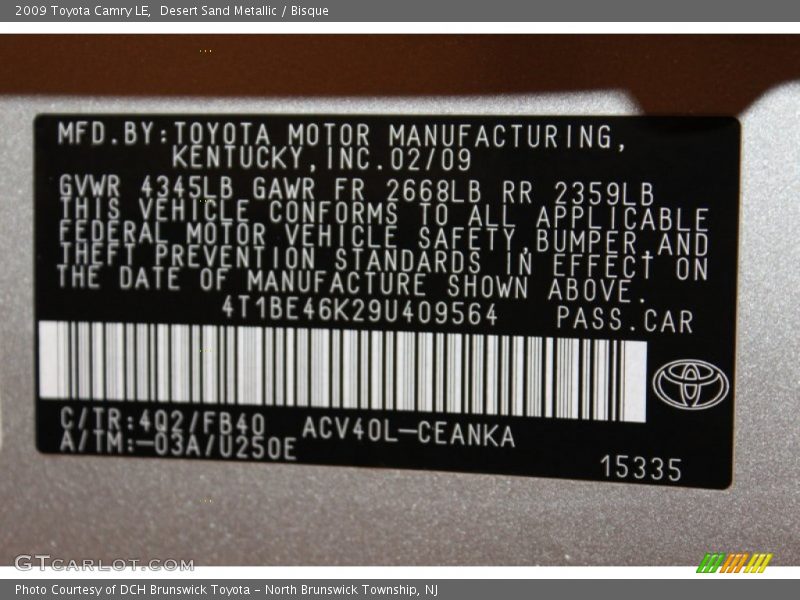 2009 Toyota Camry LE, Desert Sand Metallic / Bisque
MFD.BY:TOYOTA MOTOR MANUFACTURING,
KENTUCKY,INC.02/09
GVWR 4345LB GAWR FR 2668LB RR 2359LB
THIS VEHICLE CONFORMS TO ALL APPLICABLE
FEDERAL MOTOR VEHICLE SAFETY,BUMPER,AND
THEFT PREVENTION STANDARDS IN EFFECT ON
THE DATE OF MANUFACTURE SHOWN ABOVE.
4T1BE46K29U409564 PASS.CAR
C/TR:4Q2/FB40 ACV40L-CEANKA
A/TM:-03A/U250E
15335
GTCARLOT.COM
Photo Courtesy of DCH Brunswick Toyota - North Brunswick Township, NJ